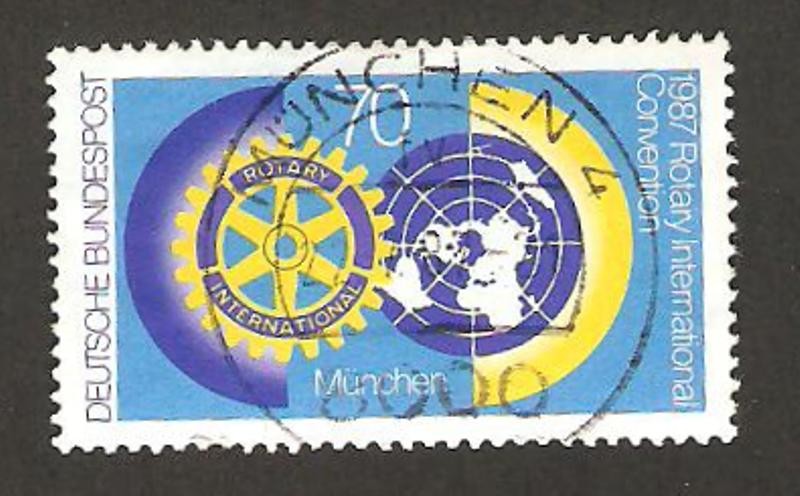 DEUTSCHE BUNDESPOST
MÜNCHEN 4
70
ROTARY
INTERNATIONAL
München
8000
1987 Rotary International
Convention